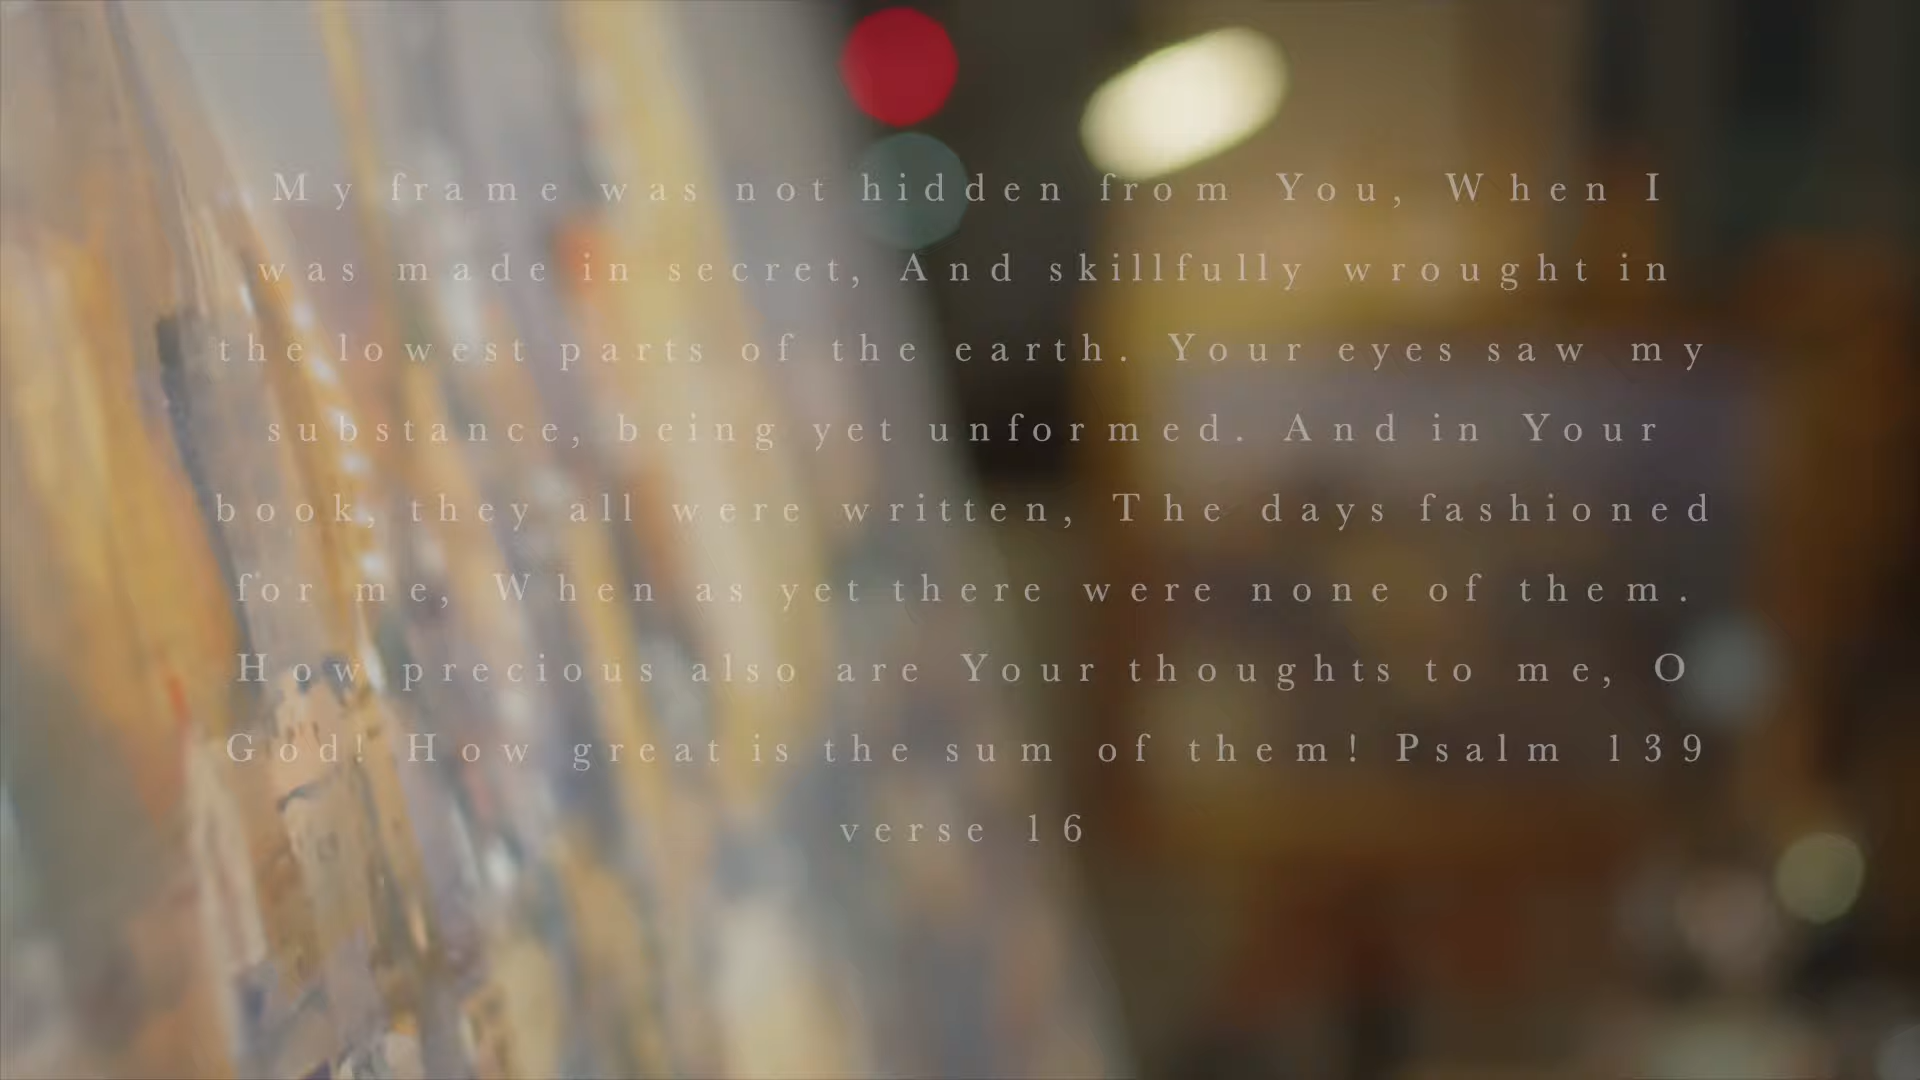 My frame was not hidden from You, When I
was made in secret, And skillfully wrought in
the lowest parts of the earth. Your eyes saw my
substance, being yet unformed. And in Your
book, they all were written, The days fashioned
for me, When as yet there were none of them.
How precious also are Your thoughts to me, O
God! How great is the sum of them! Psalm 139
verse 16